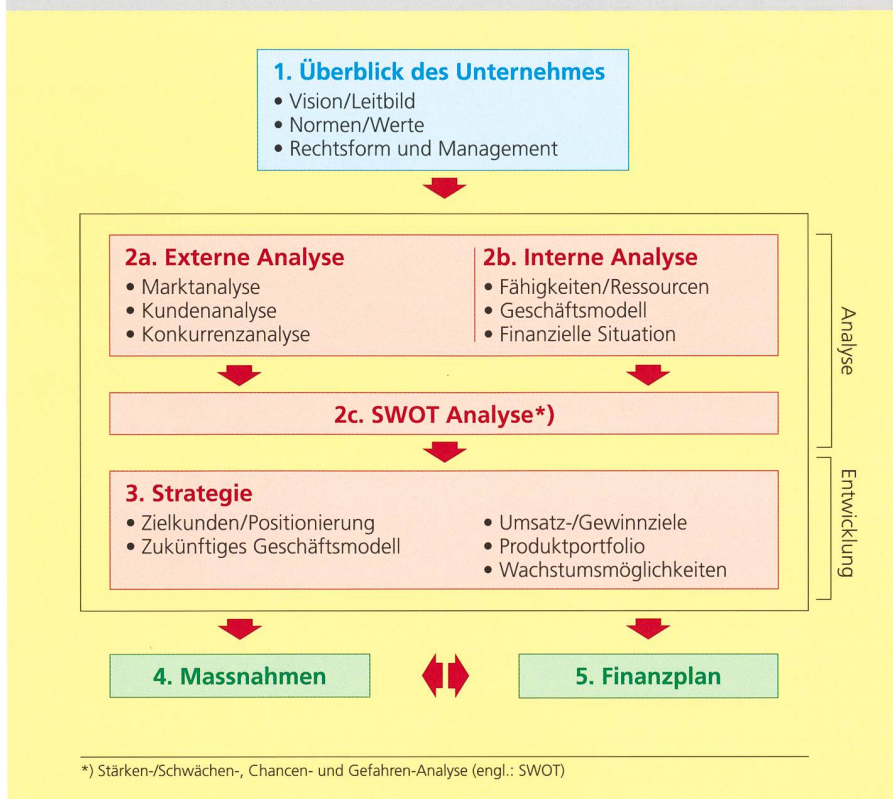 1. Überblick des Unternehmes
• Vision/Leitbild
• Normen/Werte
• Rechtsform und Management
2a. Externe Analyse
• Marktanalyse
• Kundenanalyse
• Konkurrenzanalyse
2b. Interne Analyse
• Fähigkeiten/Ressourcen
• Geschäftsmodell
• Finanzielle Situation
Analyse
2c. SWOT Analyse*)
3. Strategie
• Zielkunden/Positionierung
• Zukünftiges Geschäftsmodell
• Umsatz-/Gewinnziele
• Produktportfolio
• Wachstumsmöglichkeiten
Entwicklung
4. Massnahmen
5. Finanzplan
*) Stärken-/Schwächen-, Chancen- und Gefahren-Analyse (engl.: SWOT)